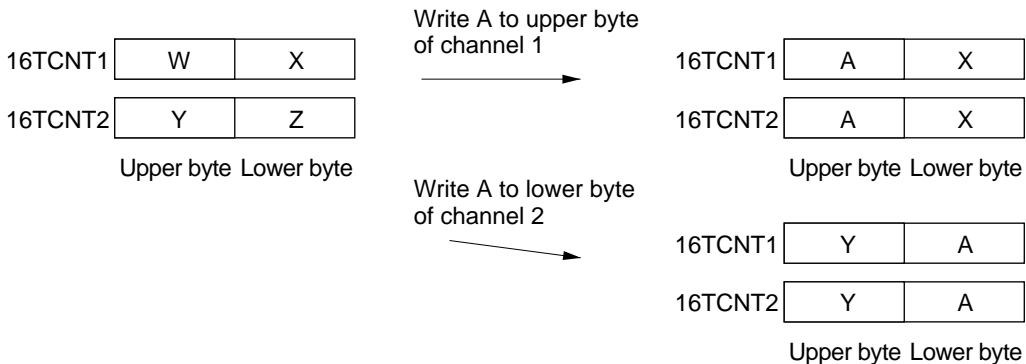 Write A to upper byte
of channel 1
16TCNT1 W X
16TCNT2 Y Z
Upper byte Lower byte
16TCNT1 A X
16TCNT2 A X
Upper byte Lower byte
Write A to lower byte
of channel 2
16TCNT1 Y A
16TCNT2 Y A
Upper byte Lower byte